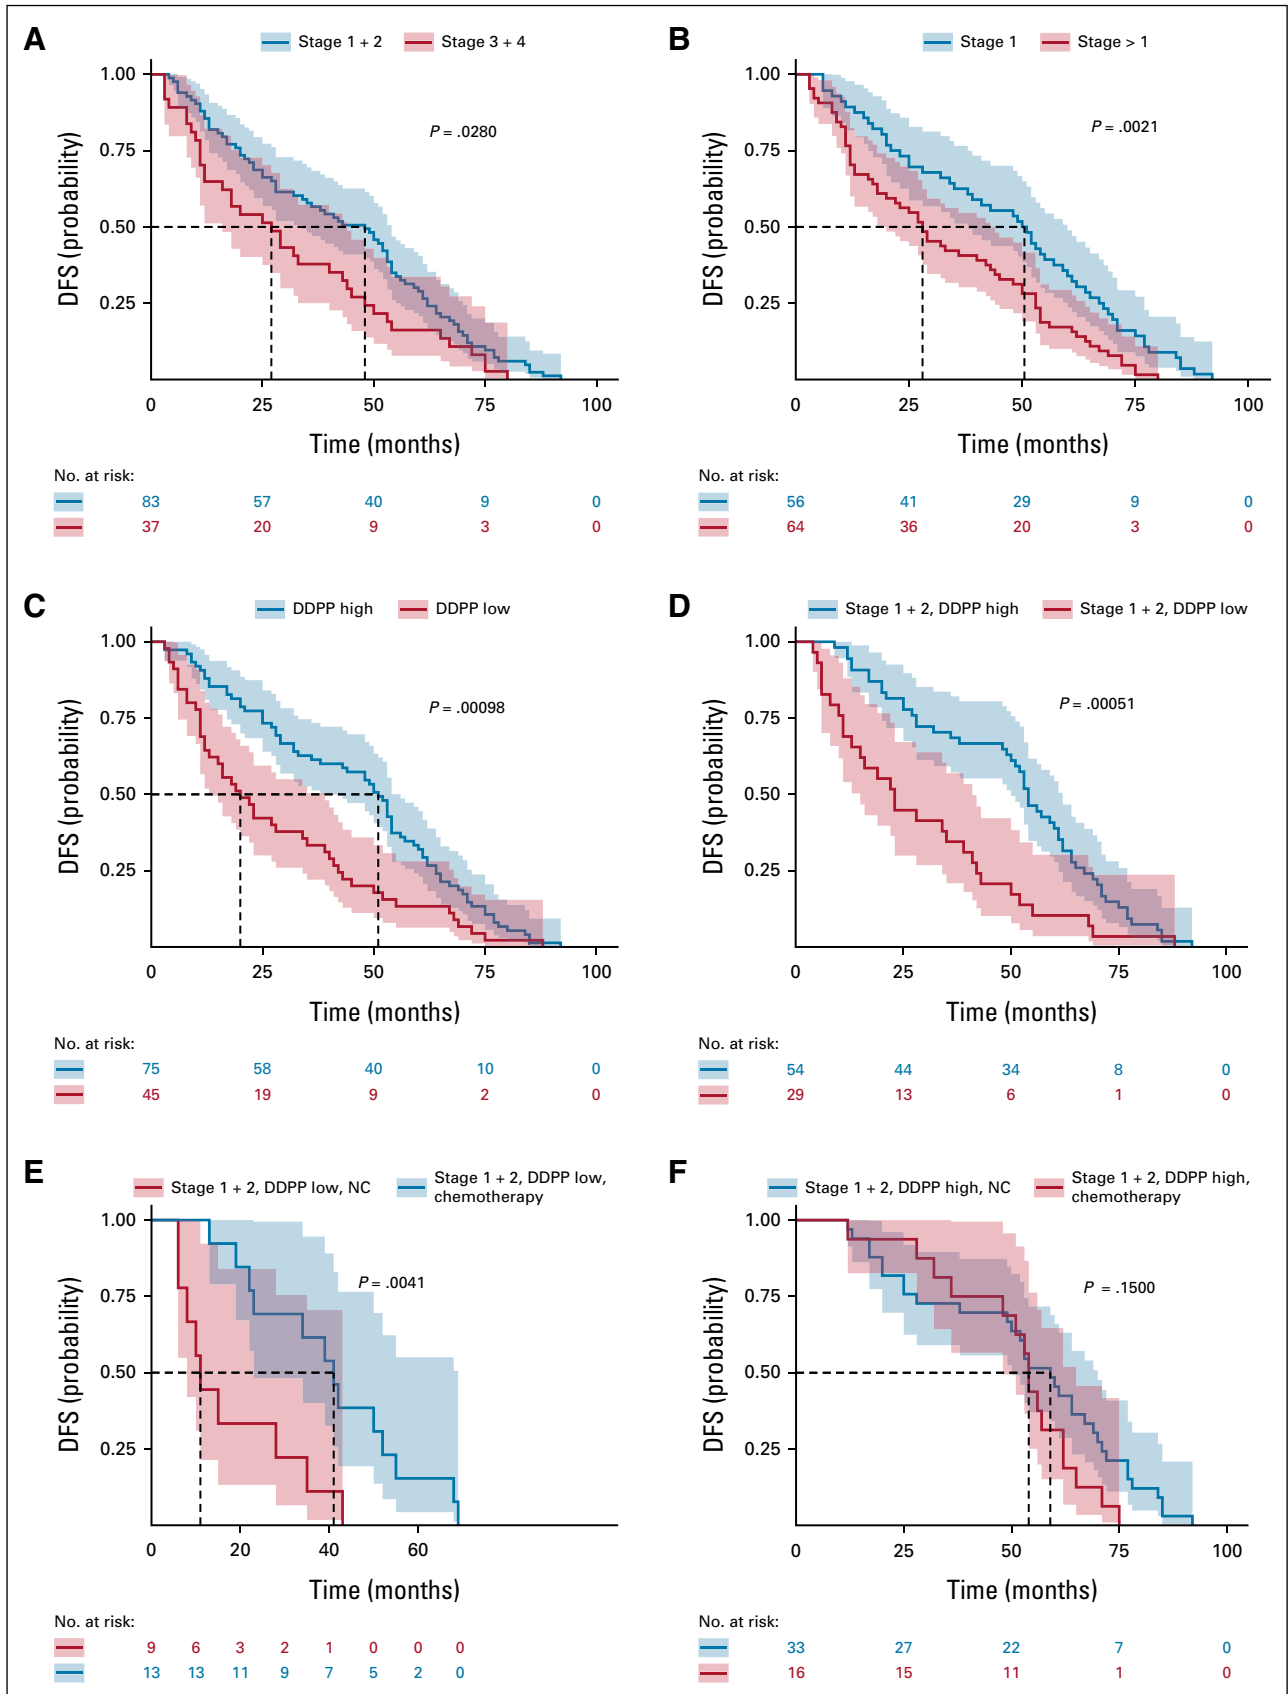 A
Stage 1 + 2
Stage 3 + 4
DFS (probability)
1.00
0.75
0.50
0.25
P = .0280
0 25 50 75 100
Time (months)
No. at risk:
83 57 40 9 0
37 20 9 3 0
B
Stage 1
Stage > 1
DFS (probability)
1.00
0.75
0.50
0.25
P = .0021
0 25 50 75 100
Time (months)
No. at risk:
56 41 29 9 0
64 36 20 3 0
C
DDPP high
DDPP low
DFS (probability)
1.00
0.75
0.50
0.25
P = .00098
0 25 50 75 100
Time (months)
No. at risk:
75 58 40 10 0
45 19 9 2 0
D
Stage 1 + 2, DDPP high
Stage 1 + 2, DDPP low
DFS (probability)
1.00
0.75
0.50
0.25
P = .00051
0 25 50 75 100
Time (months)
No. at risk:
54 44 34 8 0
29 13 6 1 0
E
Stage 1 + 2, DDPP low, NC
Stage 1 + 2, DDPP low,
chemotherapy
DFS (probability)
1.00
0.75
0.50
0.25
P = .0041
0 20 40 60
Time (months)
No. at risk:
9 6 3 2 1 0 0 0
13 13 11 9 7 5 2 0
F
Stage 1 + 2, DDPP high, NC
Stage 1 + 2, DDPP high,
chemotherapy
DFS (probability)
1.00
0.75
0.50
0.25
P = .1500
0 25 50 75 100
Time (months)
No. at risk:
33 27 22 7 0
16 15 11 1 0